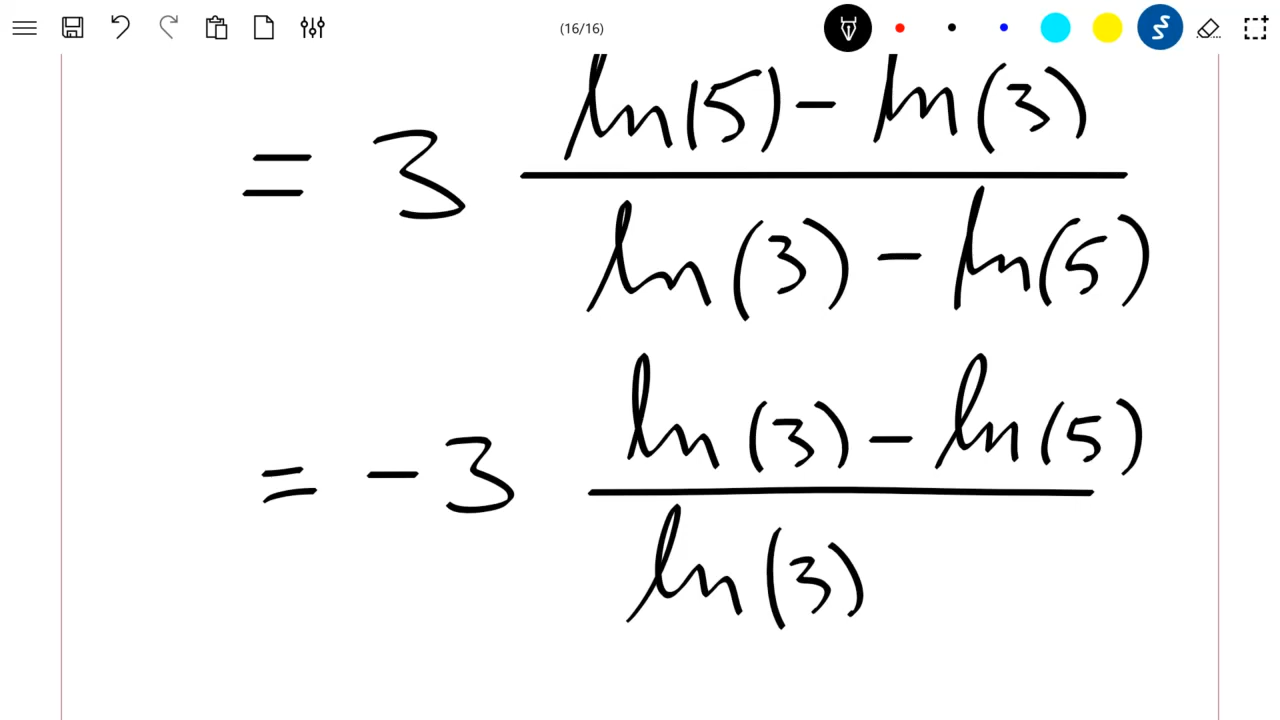 (16/16)
ln(5) - ln(3)
= 3
ln(3) - ln(5)
ln(3) - ln(5)
= -3
ln(3)